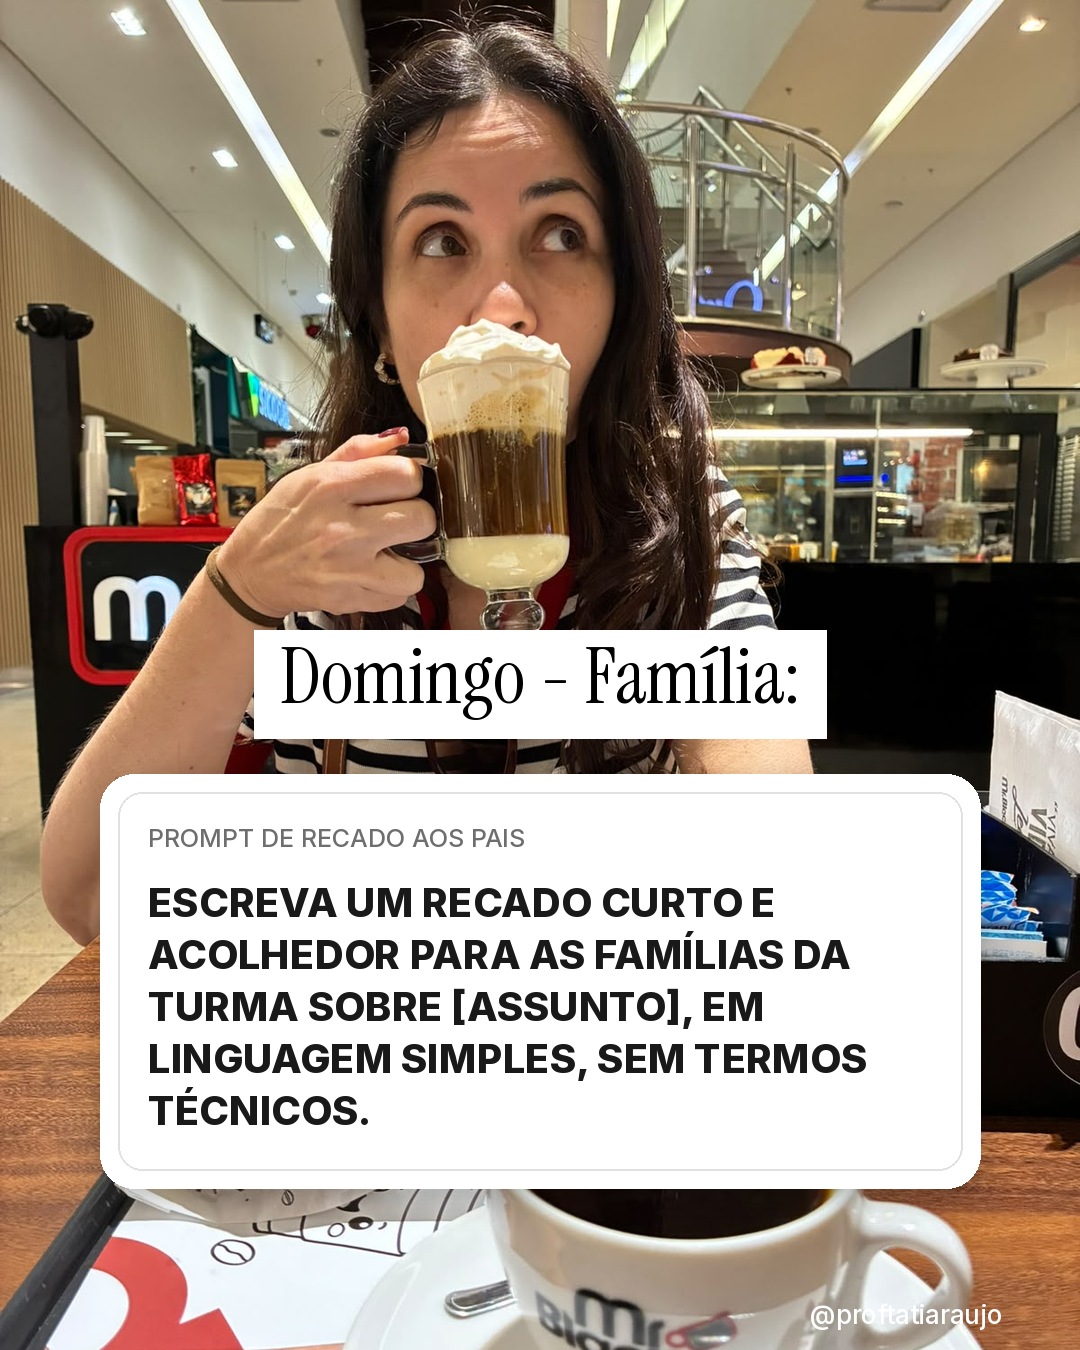 m
Domingo - Família:
PROMPT DE RECADO AOS PAIS
ESCREVA UM RECADO CURTO E
ACOLHEDOR PARA AS FAMÍLIAS DA
TURMA SOBRE [ASSUNTO], EM
LINGUAGEM SIMPLES, SEM TERMOS
TÉCNICOS.
Mr
@proftatiaraujo